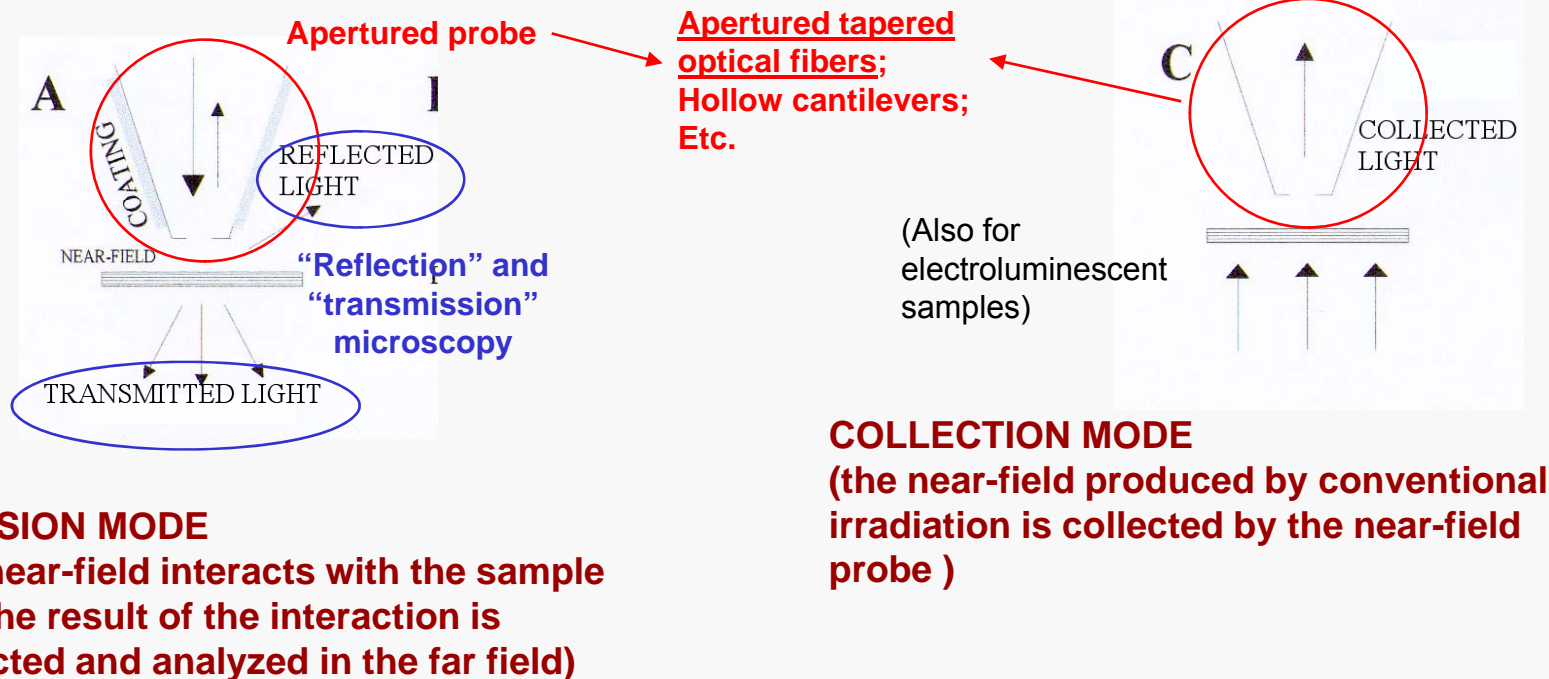 Apertured probe
Apertured tapered
optical fibers;
Hollow cantilevers;
Etc.
A
COATING
REFLECTED
LIGHT
NEAR-FIELD
“Reflection” and
“transmission”
microscopy
TRANSMITTED LIGHT
SION MODE
near-field interacts with the sample
he result of the interaction is
cted and analyzed in the far field)
C
COLLECTED
LIGHT
(Also for
electroluminescent
samples)
COLLECTION MODE
(the near-field produced by conventional
irradiation is collected by the near-field
probe )